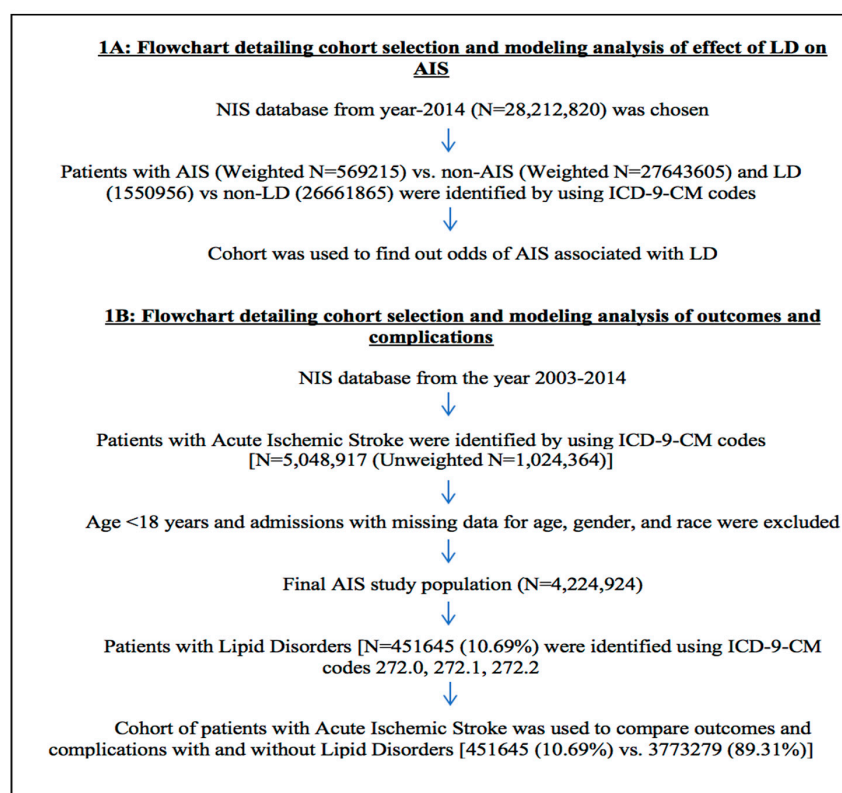 1A: Flowchart detailing cohort selection and modeling analysis of effect of LD on
AIS
NIS database from year-2014 (N=28,212,820) was chosen
Patients with AIS (Weighted N=569215) vs. non-AIS (Weighted N=27643605) and LD
(1550956) vs non-LD (26661865) were identified by using ICD-9-CM codes
Cohort was used to find out odds of AIS associated with LD
1B: Flowchart detailing cohort selection and modeling analysis of outcomes and
complications
NIS database from the year 2003-2014
Patients with Acute Ischemic Stroke were identified by using ICD-9-CM codes
[N=5,048,917 (Unweighted N=1,024,364)]
Age <18 years and admissions with missing data for age, gender, and race were excluded
Final AIS study population (N=4,224,924)
Patients with Lipid Disorders [N=451645 (10.69%) were identified using ICD-9-CM
codes 272.0, 272.1, 272.2
Cohort of patients with Acute Ischemic Stroke was used to compare outcomes and
complications with and without Lipid Disorders [451645 (10.69%) vs. 3773279 (89.31%)]